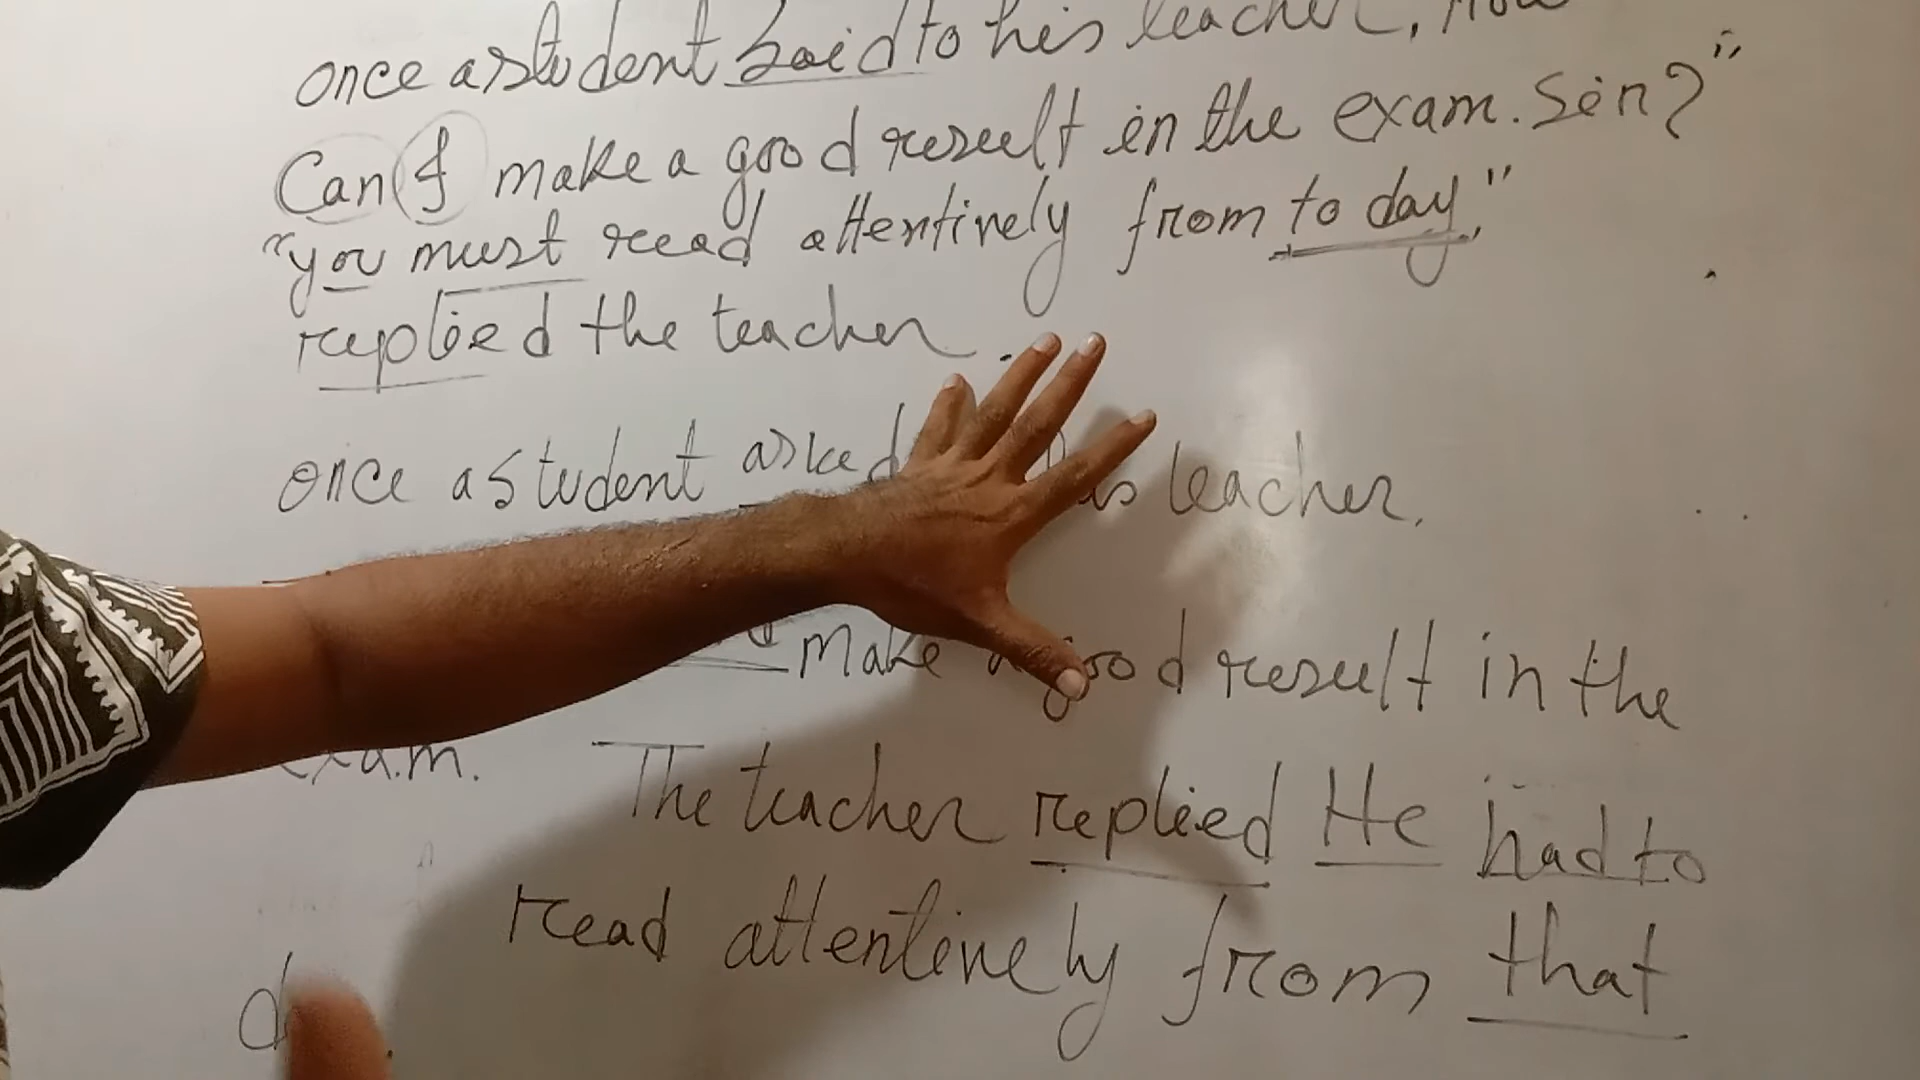 once a student said to his teacher,
Can I make a good result in the exam. Sir?"
"you must read attentively from to day,"
replied the teacher.
once a student asked teacher.
make good result in the
exam. The teacher replied He had to
read attentively from that